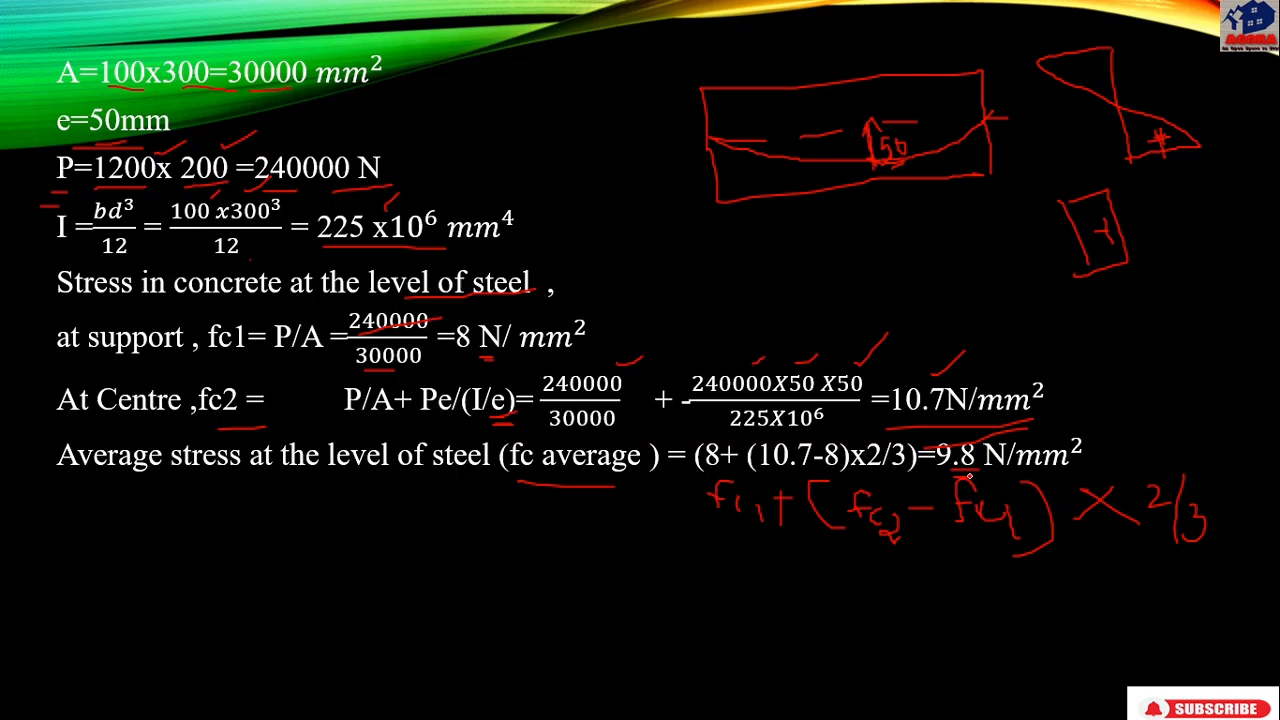 A=100x300=30000 mm²
e=50mm
P=1200x 200 =240000 N
I =bd³/12 = 100 x300³/12 = 225 x10⁶ mm⁴
Stress in concrete at the level of steel ,
at support , fc1= P/A =240000/30000 =8 N/ mm²
At Centre ,fc2 = P/A+ Pe/(I/e)= 240000/30000 + -240000X50 X50/225X10⁶ =10.7N/mm²
Average stress at the level of steel (fc average ) = (8+ (10.7-8)x2/3)=9.8 N/mm²
fc1+ (fc2 - fc1) X 2/3
50
AGORA
SUBSCRIBE